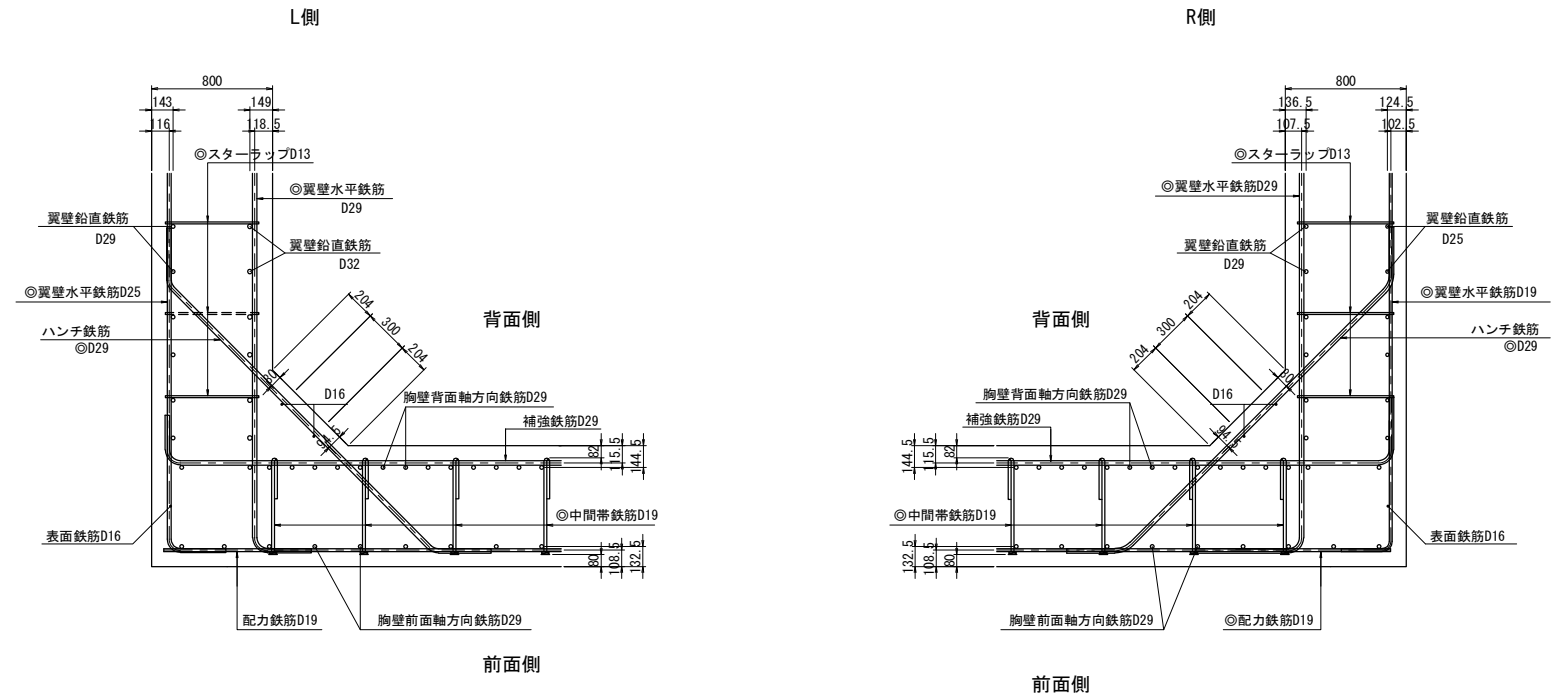 L側
R側
800
143
149
116
118.5
◎スターラップD13
◎翼壁水平鉄筋
D29
翼壁鉛直鉄筋
D29
翼壁鉛直鉄筋
D32
◎翼壁水平鉄筋D25
ハンチ鉄筋
◎D29
204
300
204
背面側
80
D16
胸壁背面軸方向鉄筋D29
補強鉄筋D29
82
115.5
144.5
◎中間帯鉄筋D19
表面鉄筋D16
80
108.5
132.5
配力鉄筋D19
胸壁前面軸方向鉄筋D29
前面側
800
136.5
124.5
107.5
102.5
◎スターラップD13
◎翼壁水平鉄筋D29
翼壁鉛直鉄筋
D25
翼壁鉛直鉄筋
D29
◎翼壁水平鉄筋D19
ハンチ鉄筋
◎D29
背面側
204
300
204
80
D16
94.5
胸壁背面軸方向鉄筋D29
補強鉄筋D29
144.5
115.5
82
◎中間帯鉄筋D19
表面鉄筋D16
132.5
108.5
80
胸壁前面軸方向鉄筋D29
◎配力鉄筋D19
前面側